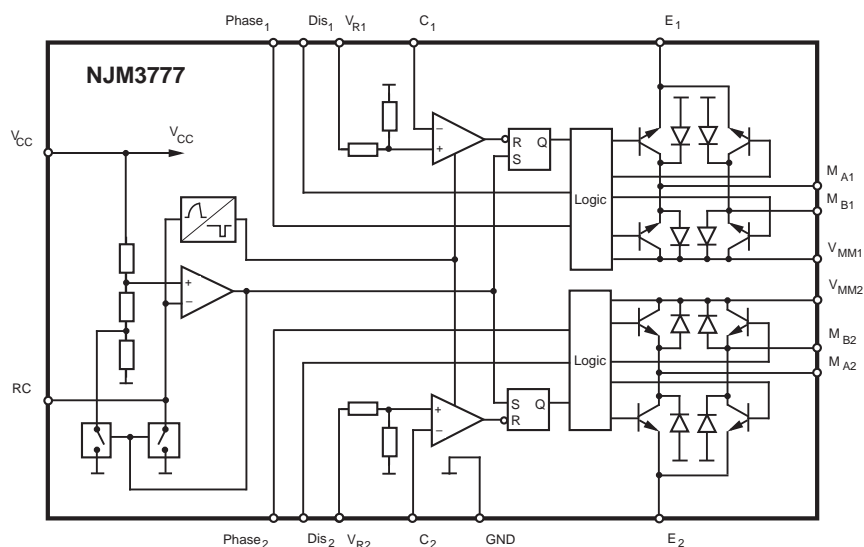 Phase1 Dis1 VR1 C1 E1
NJM3777
VCC VCC
− +
R S Q
Logic
MA1
MB1
VMM1
VMM2
+ −
Logic
MB2
MA2
RC
+ −
S R Q
Phase2 Dis2 VR2 C2 GND E2